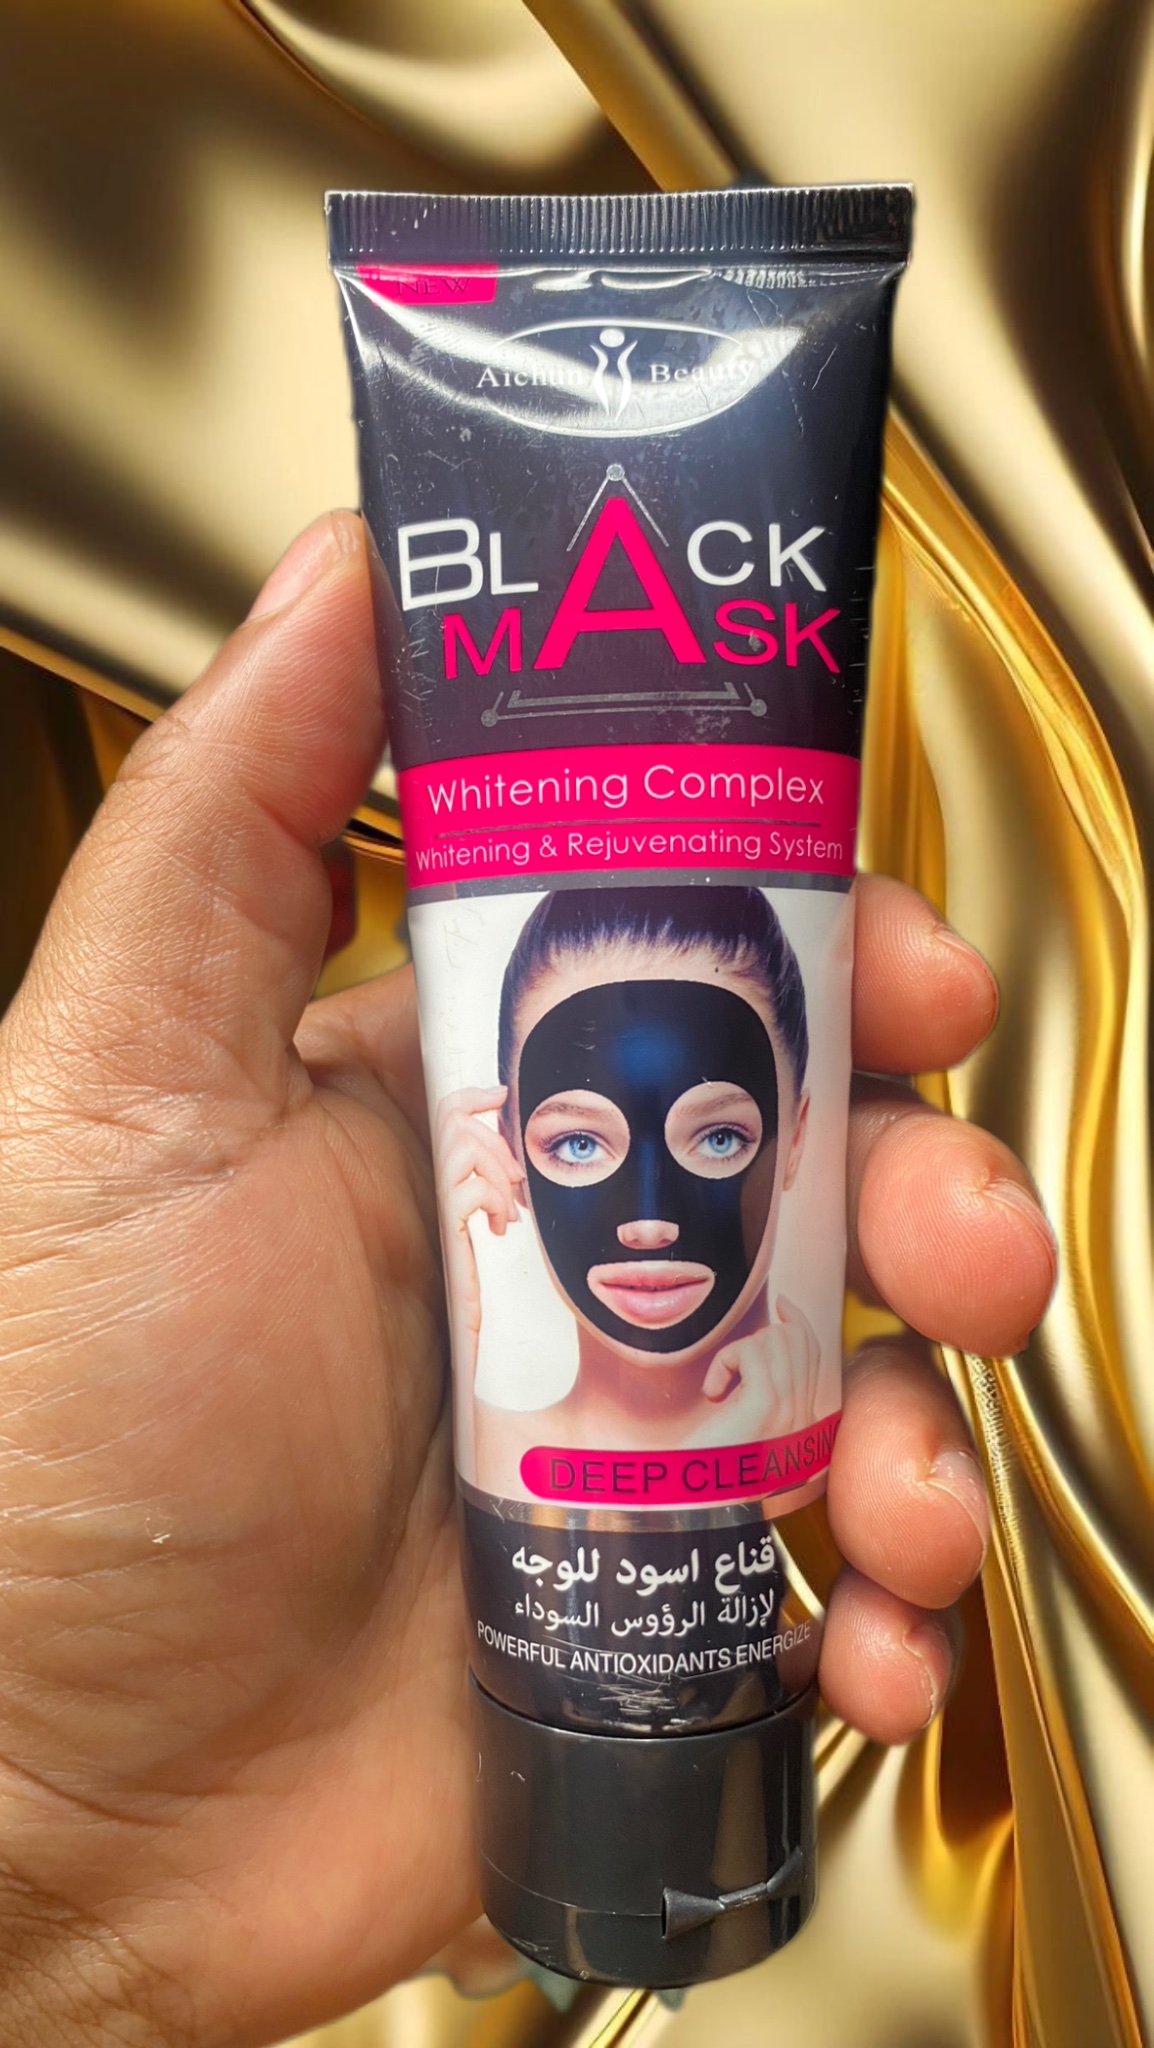 NEW
Aichun Beauty
BLACK
MASK
Whitening Complex
Whitening & Rejuvenating System
DEEP CLEANSING
قناع اسود للوجه
لإزالة الرؤوس السوداء
POWERFUL ANTIOXIDANTS ENERGIZE